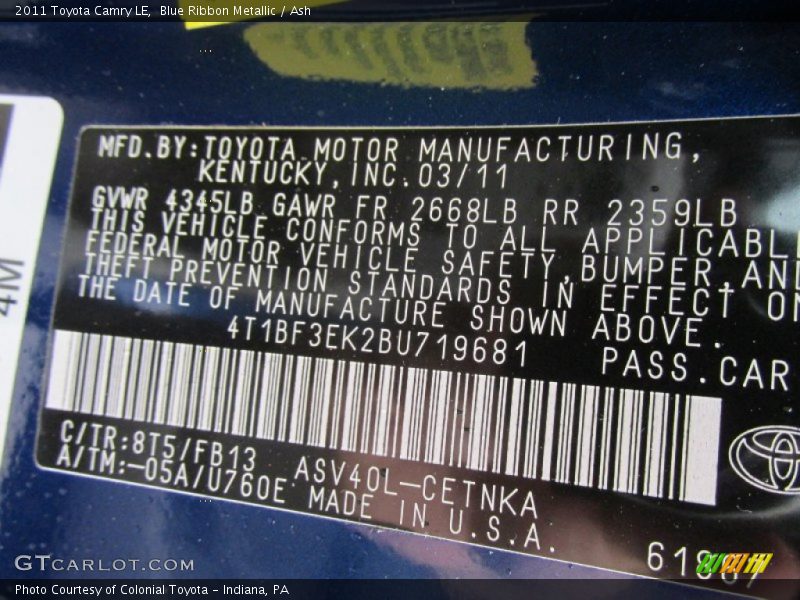 2011 Toyota Camry LE, Blue Ribbon Metallic / Ash
4M
MFD.BY:TOYOTA MOTOR MANUFACTURING,
KENTUCKY,INC.03/11
GVWR 4345LB GAWR FR 2668LB RR 2359LB
THIS VEHICLE CONFORMS TO ALL APPLICABLE
FEDERAL MOTOR VEHICLE SAFETY,BUMPER,AND
THEFT PREVENTION STANDARDS IN EFFECT ON
THE DATE OF MANUFACTURE SHOWN ABOVE.
4T1BF3EK2BU719681 PASS.CAR
C/TR:8T5/FB13 ASV40L-CETNKA
A/TM:-05A/U760E MADE IN U.S.A.
GTCARLOT.COM
Photo Courtesy of Colonial Toyota - Indiana, PA